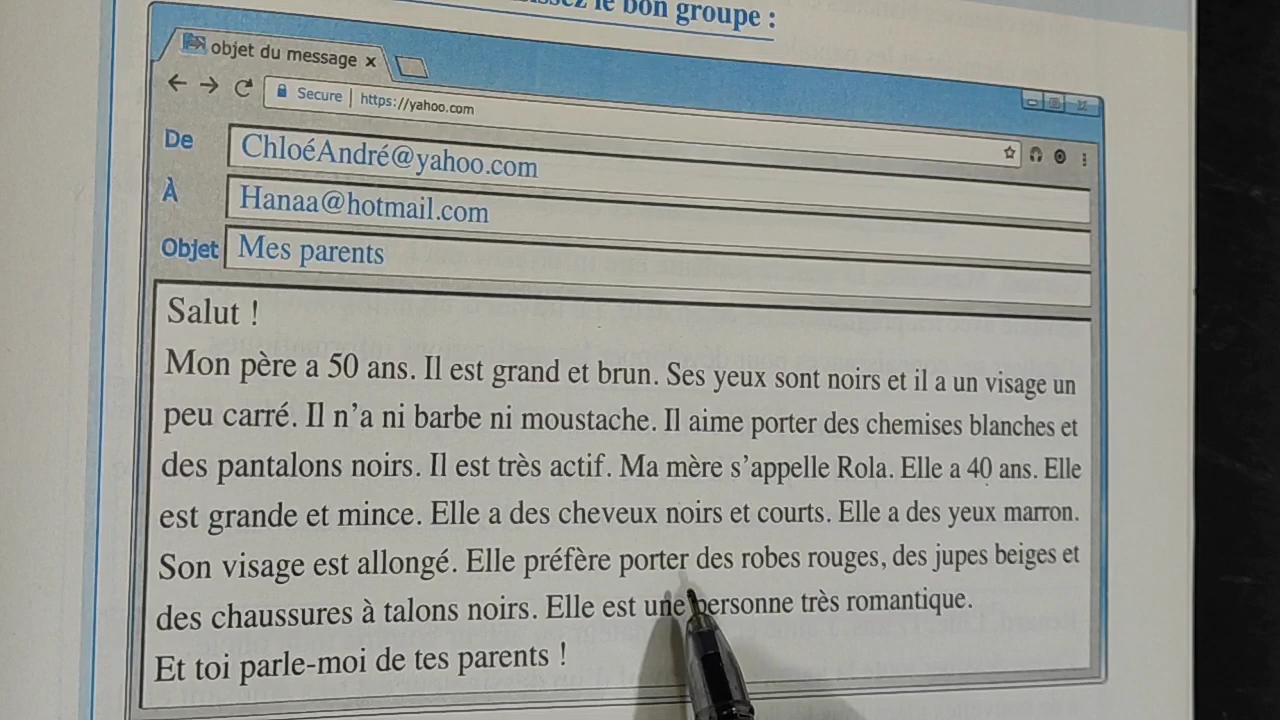 le bon groupe :
objet du message ×
Secure | https://yahoo.com
De ChloéAndré@yahoo.com
À Hanaa@hotmail.com
Objet Mes parents
Salut !
Mon père a 50 ans. Il est grand et brun. Ses yeux sont noirs et il a un visage un
peu carré. Il n'a ni barbe ni moustache. Il aime porter des chemises blanches et
des pantalons noirs. Il est très actif. Ma mère s'appelle Rola. Elle a 40 ans. Elle
est grande et mince. Elle a des cheveux noirs et courts. Elle a des yeux marron.
Son visage est allongé. Elle préfère porter des robes rouges, des jupes beiges et
des chaussures à talons noirs. Elle est une personne très romantique.
Et toi parle-moi de tes parents !